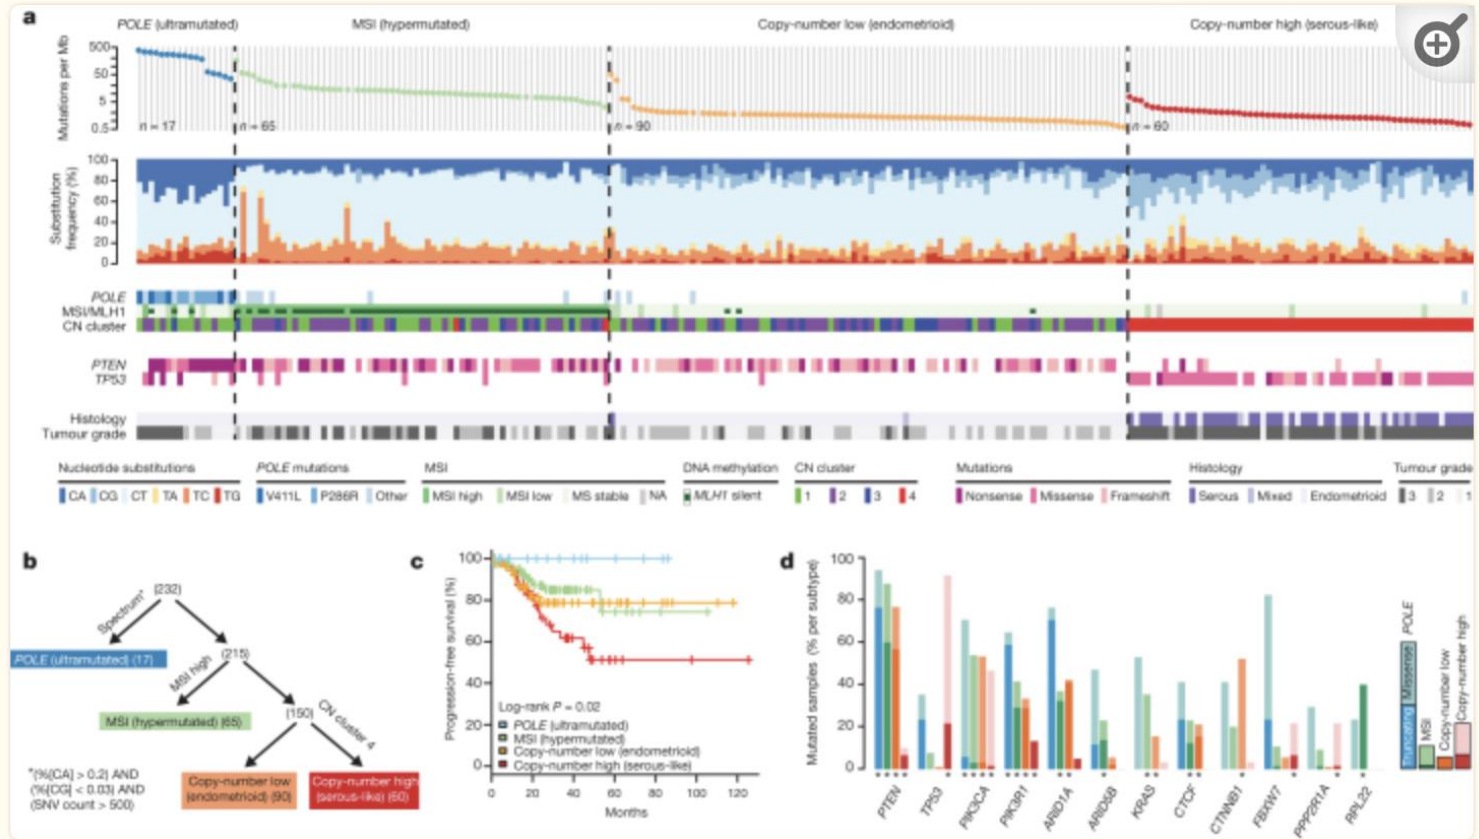 a
POLE (ultramutated) MSI (hypermutated) Copy-number low (endometrioid) Copy-number high (serous-like)
Mutations per Mb
500
50
5
0.5
n = 17 n = 65 n = 90 n = 60
Substitution
frequency (%)
100
80
60
40
20
0
POLE
MSI/MLH1
CN cluster
PTEN
TP53
Histology
Tumour grade
Nucleotide substitutions POLE mutations MSI DNA methylation CN cluster Mutations Histology Tumour grade
CA CG CT TA TC TG V411L P286R Other MSI high MSI low MS stable NA MLH1 silent 1 2 3 4 Nonsense Missense Frameshift Serous Mixed Endometrioid 3 2 1
b
(232)
Spectrum*
POLE (ultramutated) (17)
(215)
MSI high
MSI (hypermutated) (65)
(150)
CN cluster 4
Copy-number low
(endometrioid) (90)
Copy-number high
(serous-like) (60)
*(%[CA] > 0.2) AND
(%[CG] < 0.03) AND
(SNV count > 500)
c
Progression-free survival (%)
100
80
60
40
20
0
Log-rank P = 0.02
POLE (ultramutated)
MSI (hypermutated)
Copy-number low (endometrioid)
Copy-number high (serous-like)
0 20 40 60 80 100 120
Months
d
Mutated samples (% per subtype)
100
80
60
40
20
0
PTEN TP53 PIK3CA PIK3R1 ARID1A ARID5B KRAS CTCF CTNNB1 FBXW7 PPP2R1A RPL22
Truncating Missense POLE
MSI
Copy-number low
Copy-number high